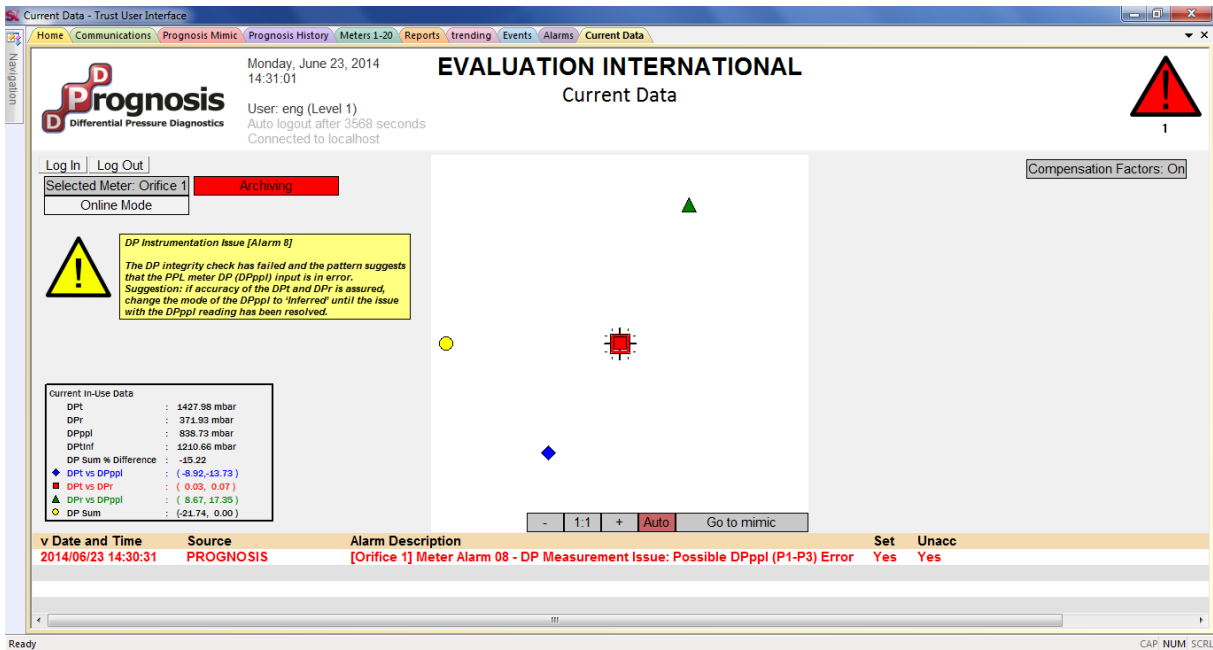 Current Data - Trust User Interface
Home Communications Prognosis Mimic Prognosis History Meters 1-20 Reports trending Events Alarms Current Data
Navigation
DPrognosis
D Differential Pressure Diagnostics
Monday, June 23, 2014
14:31:01
User: eng (Level 1)
Auto logout after 3568 seconds
Connected to localhost
EVALUATION INTERNATIONAL
Current Data
1
Log In Log Out
Selected Meter: Orifice 1 Archiving
Online Mode
Compensation Factors: On
DP Instrumentation Issue [Alarm 8]
The DP integrity check has failed and the pattern suggests
that the PPL meter DP (DPppl) input is in error.
Suggestion: if accuracy of the DPt and DPr is assured,
change the mode of the DPppl to 'Inferred' until the issue
with the DPppl reading has been resolved.
Current In-Use Data
DPt : 1427.98 mbar
DPr : 371.93 mbar
DPppl : 838.73 mbar
DPtinf : 1210.66 mbar
DP Sum % Difference : -15.22
DPt vs DPppl : (-8.92,-13.73)
DPt vs DPr : ( 0.03, 0.07)
DPr vs DPppl : ( 8.67, 17.35)
DP Sum : (-21.74, 0.00)
- 1:1 + Auto Go to mimic
v Date and Time Source Alarm Description Set Unacc
2014/06/23 14:30:31 PROGNOSIS [Orifice 1] Meter Alarm 08 - DP Measurement Issue: Possible DPppl (P1-P3) Error Yes Yes
Ready CAP NUM SCRL